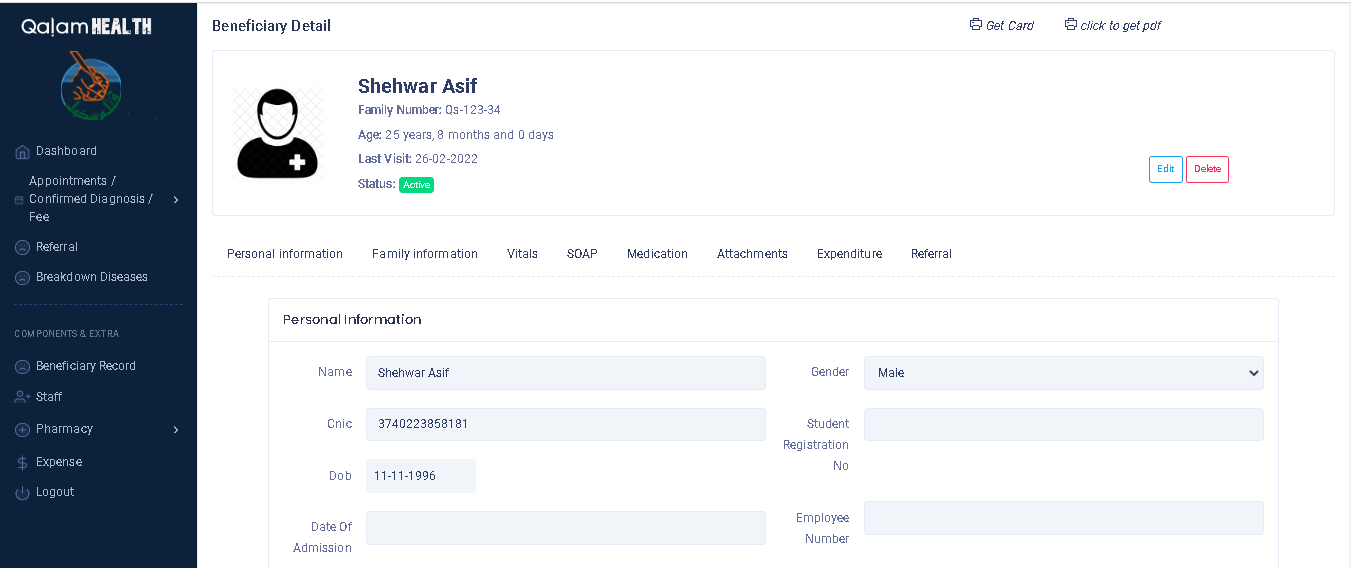 Qalam HEALTH
Dashboard
Appointments /
Confirmed Diagnosis /
Fee
Referral
Breakdown Diseases
COMPONENTS & EXTRA
Beneficiary Record
Staff
Pharmacy
Expense
Logout
Beneficiary Detail
Get Card
click to get pdf
Shehwar Asif
Family Number: Qs-123-34
Age: 25 years, 8 months and 0 days
Last Visit: 26-02-2022
Status: Active
Edit Delete
Personal information Family information Vitals SOAP Medication Attachments Expenditure Referral
Personal Information
Name Shehwar Asif
Gender Male
Cnic 3740223858181
Student
Registration
No
Dob 11-11-1996
Date Of
Admission
Employee
Number